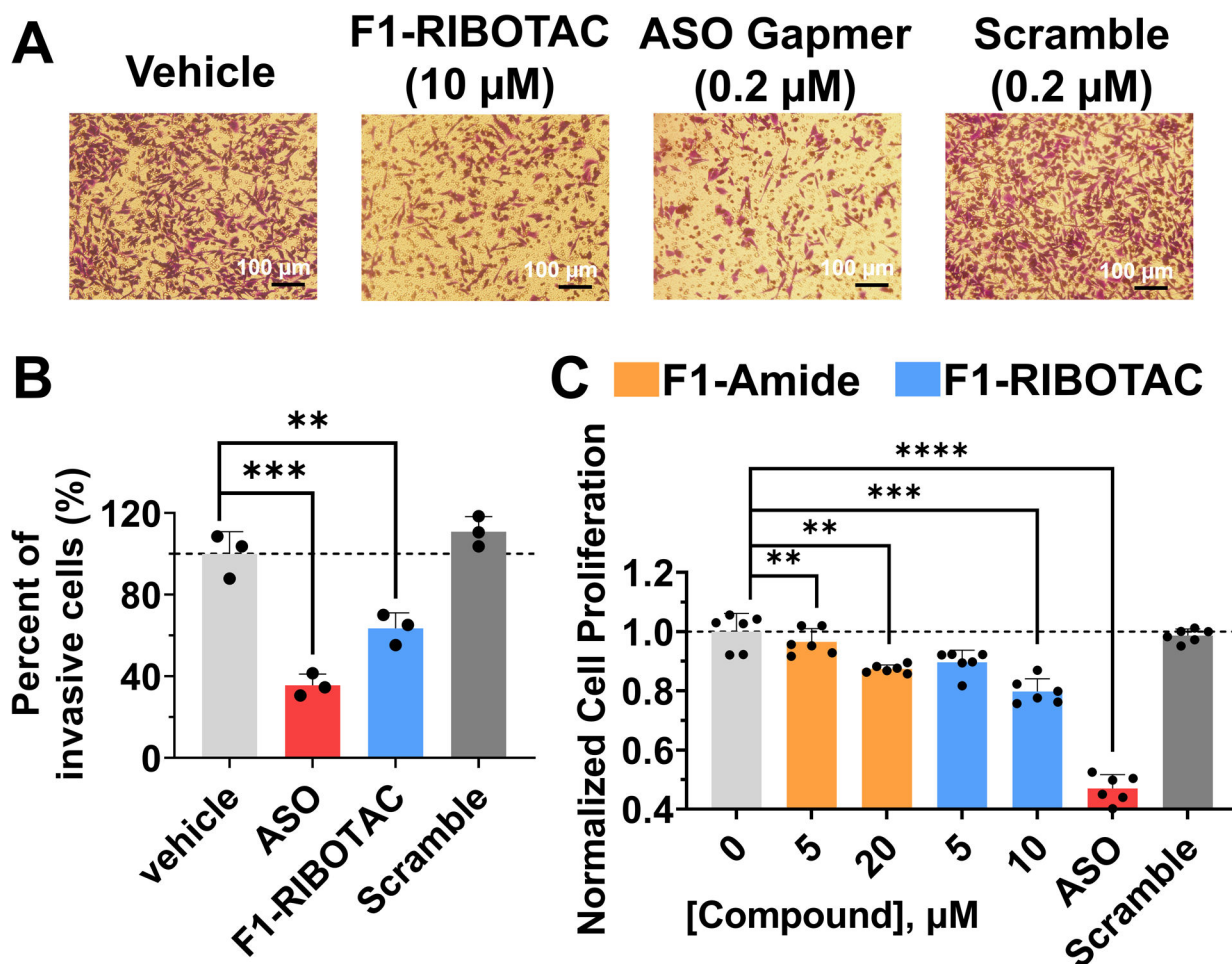 A
Vehicle
F1-RIBOTAC
(10 µM)
ASO Gapmer
(0.2 µM)
Scramble
(0.2 µM)
100 µm
100 µm
100 µm
100 µm
B
Percent of
invasive cells (%)
120
80
40
0
**
***
vehicle
ASO
F1-RIBOTAC
Scramble
C
F1-Amide
F1-RIBOTAC
Normalized Cell Proliferation
1.2
1.0
0.8
0.6
0.4
****
***
**
**
0
5
20
5
10
ASO
Scramble
[Compound], µM